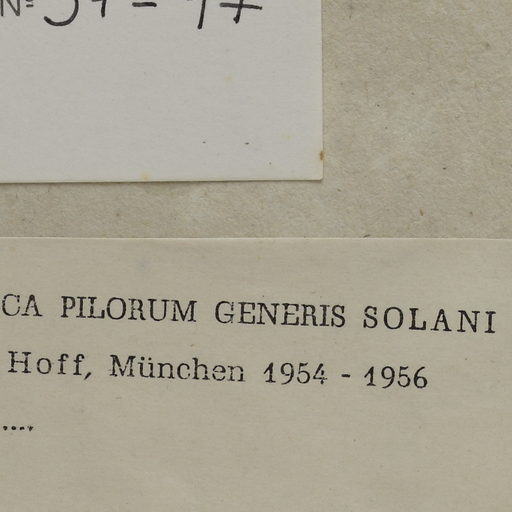 CA PILORUM GENERIS SOLANI
Hoff, München 1954 - 1956
.....